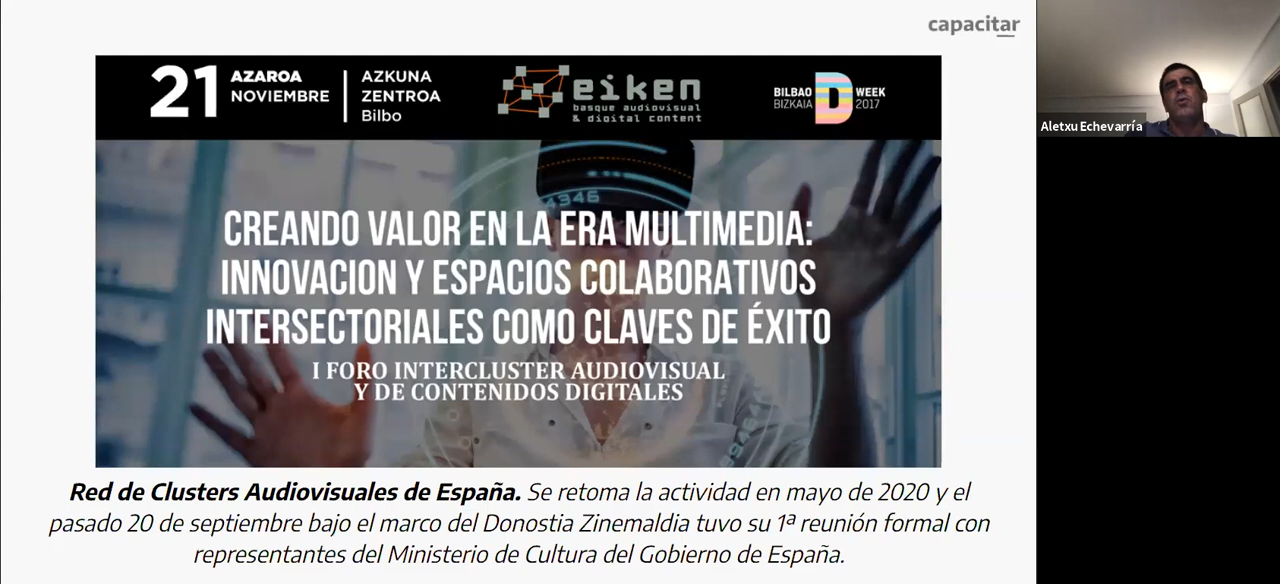 capacitar
21
AZAROA
NOVIEMBRE
AZKUNA
ZENTROA
Bilbo
eiken
basque audiovisual
& digital content
BILBAO
BIZKAIA
D
WEEK
2017
4346
CREANDO VALOR EN LA ERA MULTIMEDIA:
INNOVACION Y ESPACIOS COLABORATIVOS
INTERSECTORIALES COMO CLAVES DE ÉXITO
I FORO INTERCLUSTER AUDIOVISUAL
Y DE CONTENIDOS DIGITALES
Red de Clusters Audiovisuales de España. Se retoma la actividad en mayo de 2020 y el
pasado 20 de septiembre bajo el marco del Donostia Zinemaldia tuvo su 1ª reunión formal con
representantes del Ministerio de Cultura del Gobierno de España.
Aletxu Echevarría